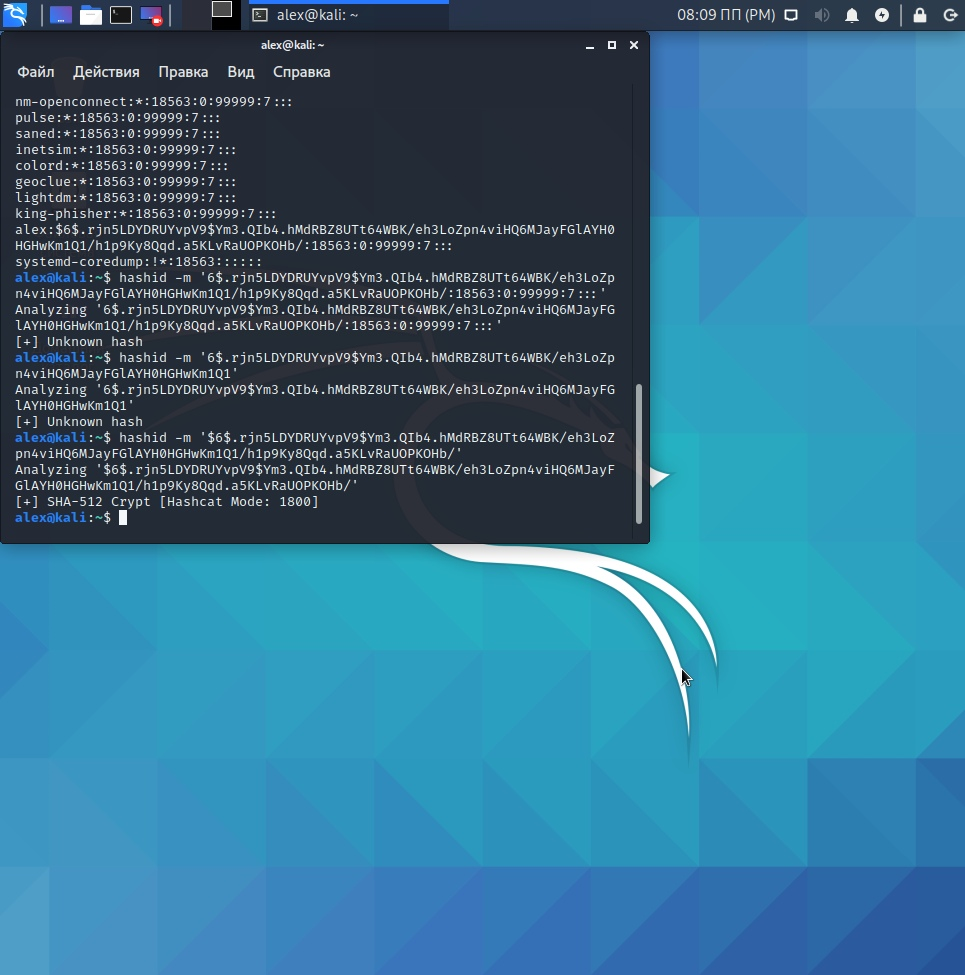 alex@kali: ~
08:09 ПП (PM)
alex@kali: ~
Файл Действия Правка Вид Справка
nm-openconnect:*:18563:0:99999:7:::
pulse:*:18563:0:99999:7:::
saned:*:18563:0:99999:7:::
inetsim:*:18563:0:99999:7:::
colord:*:18563:0:99999:7:::
geoclue:*:18563:0:99999:7:::
lightdm:*:18563:0:99999:7:::
king-phisher:*:18563:0:99999:7:::
alex:$6$.rjn5LDYDRUYvpV9$Ym3.QIb4.hMdRBZ8UTt64WBK/eh3LoZpn4viHQ6MJayFGlAYH0
HGHwKm1Q1/h1p9Ky8Qqd.a5KLvRaUOPKOHb/:18563:0:99999:7:::
systemd-coredump:!*:18563::::::
alex@kali:~$ hashid -m '6$.rjn5LDYDRUYvpV9$Ym3.QIb4.hMdRBZ8UTt64WBK/eh3LoZp
n4viHQ6MJayFGlAYH0HGHwKm1Q1/h1p9Ky8Qqd.a5KLvRaUOPKOHb/:18563:0:99999:7:::'
Analyzing '6$.rjn5LDYDRUYvpV9$Ym3.QIb4.hMdRBZ8UTt64WBK/eh3LoZpn4viHQ6MJayFG
lAYH0HGHwKm1Q1/h1p9Ky8Qqd.a5KLvRaUOPKOHb/:18563:0:99999:7:::'
[+] Unknown hash
alex@kali:~$ hashid -m '6$.rjn5LDYDRUYvpV9$Ym3.QIb4.hMdRBZ8UTt64WBK/eh3LoZp
n4viHQ6MJayFGlAYH0HGHwKm1Q1'
Analyzing '6$.rjn5LDYDRUYvpV9$Ym3.QIb4.hMdRBZ8UTt64WBK/eh3LoZpn4viHQ6MJayFG
lAYH0HGHwKm1Q1'
[+] Unknown hash
alex@kali:~$ hashid -m '$6$.rjn5LDYDRUYvpV9$Ym3.QIb4.hMdRBZ8UTt64WBK/eh3LoZ
pn4viHQ6MJayFGlAYH0HGHwKm1Q1/h1p9Ky8Qqd.a5KLvRaUOPKOHb/'
Analyzing '$6$.rjn5LDYDRUYvpV9$Ym3.QIb4.hMdRBZ8UTt64WBK/eh3LoZpn4viHQ6MJayF
GlAYH0HGHwKm1Q1/h1p9Ky8Qqd.a5KLvRaUOPKOHb/'
[+] SHA-512 Crypt [Hashcat Mode: 1800]
alex@kali:~$